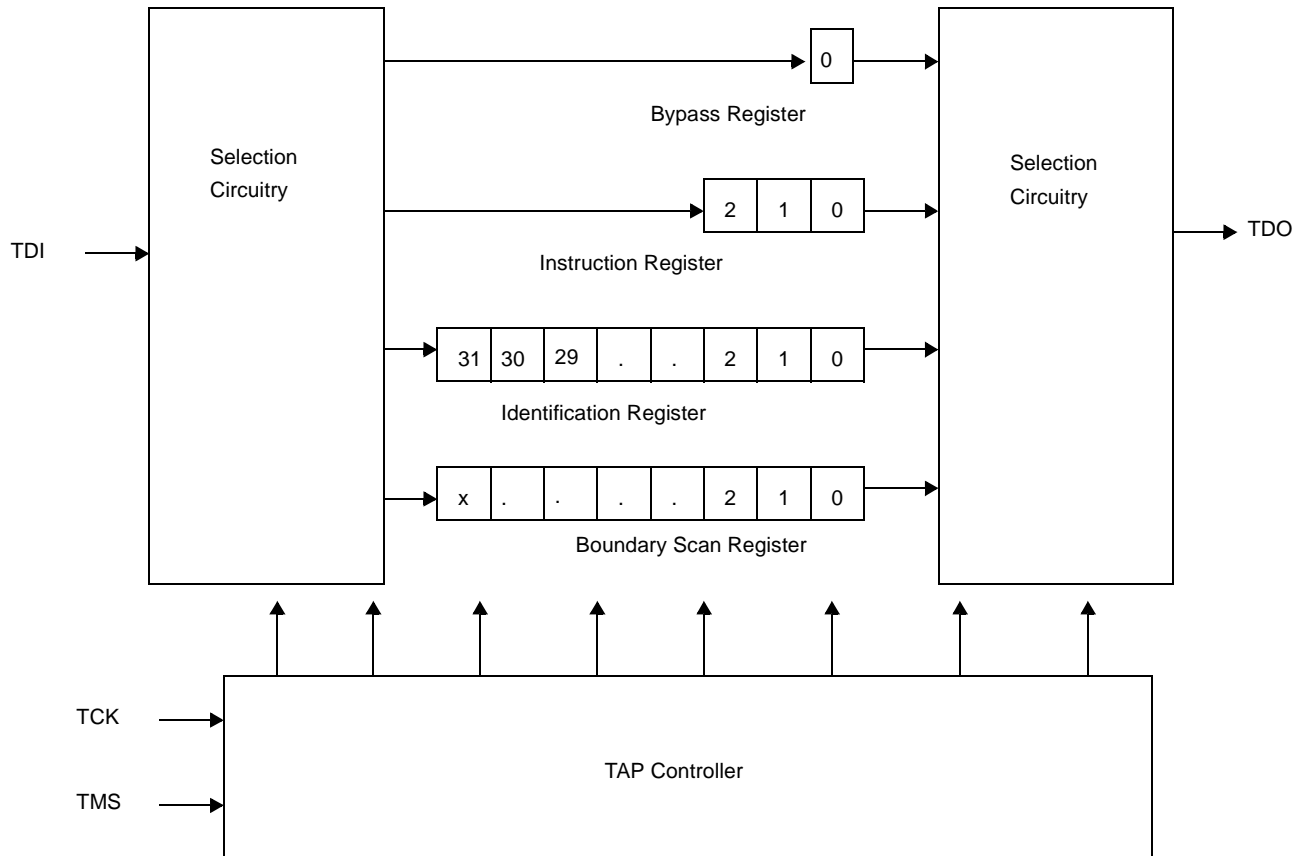 0
Bypass Register
Selection
Circuitry
Selection
Circuitry
2 1 0
TDI
TDO
Instruction Register
31 30 29 . . 2 1 0
Identification Register
x . . . . 2 1 0
Boundary Scan Register
TCK
TAP Controller
TMS